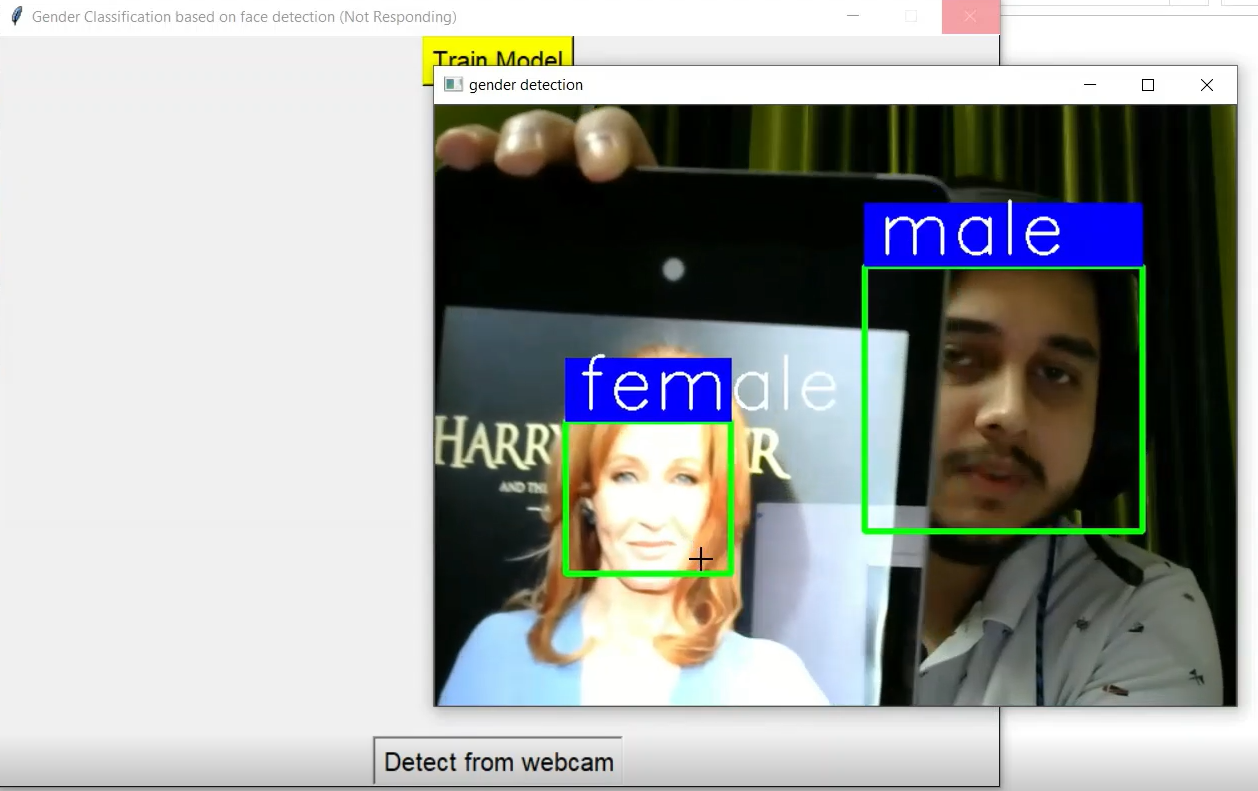 Gender Classification based on face detection (Not Responding)
Train Model
gender detection
male
female
HARRY
AND THE
Detect from webcam